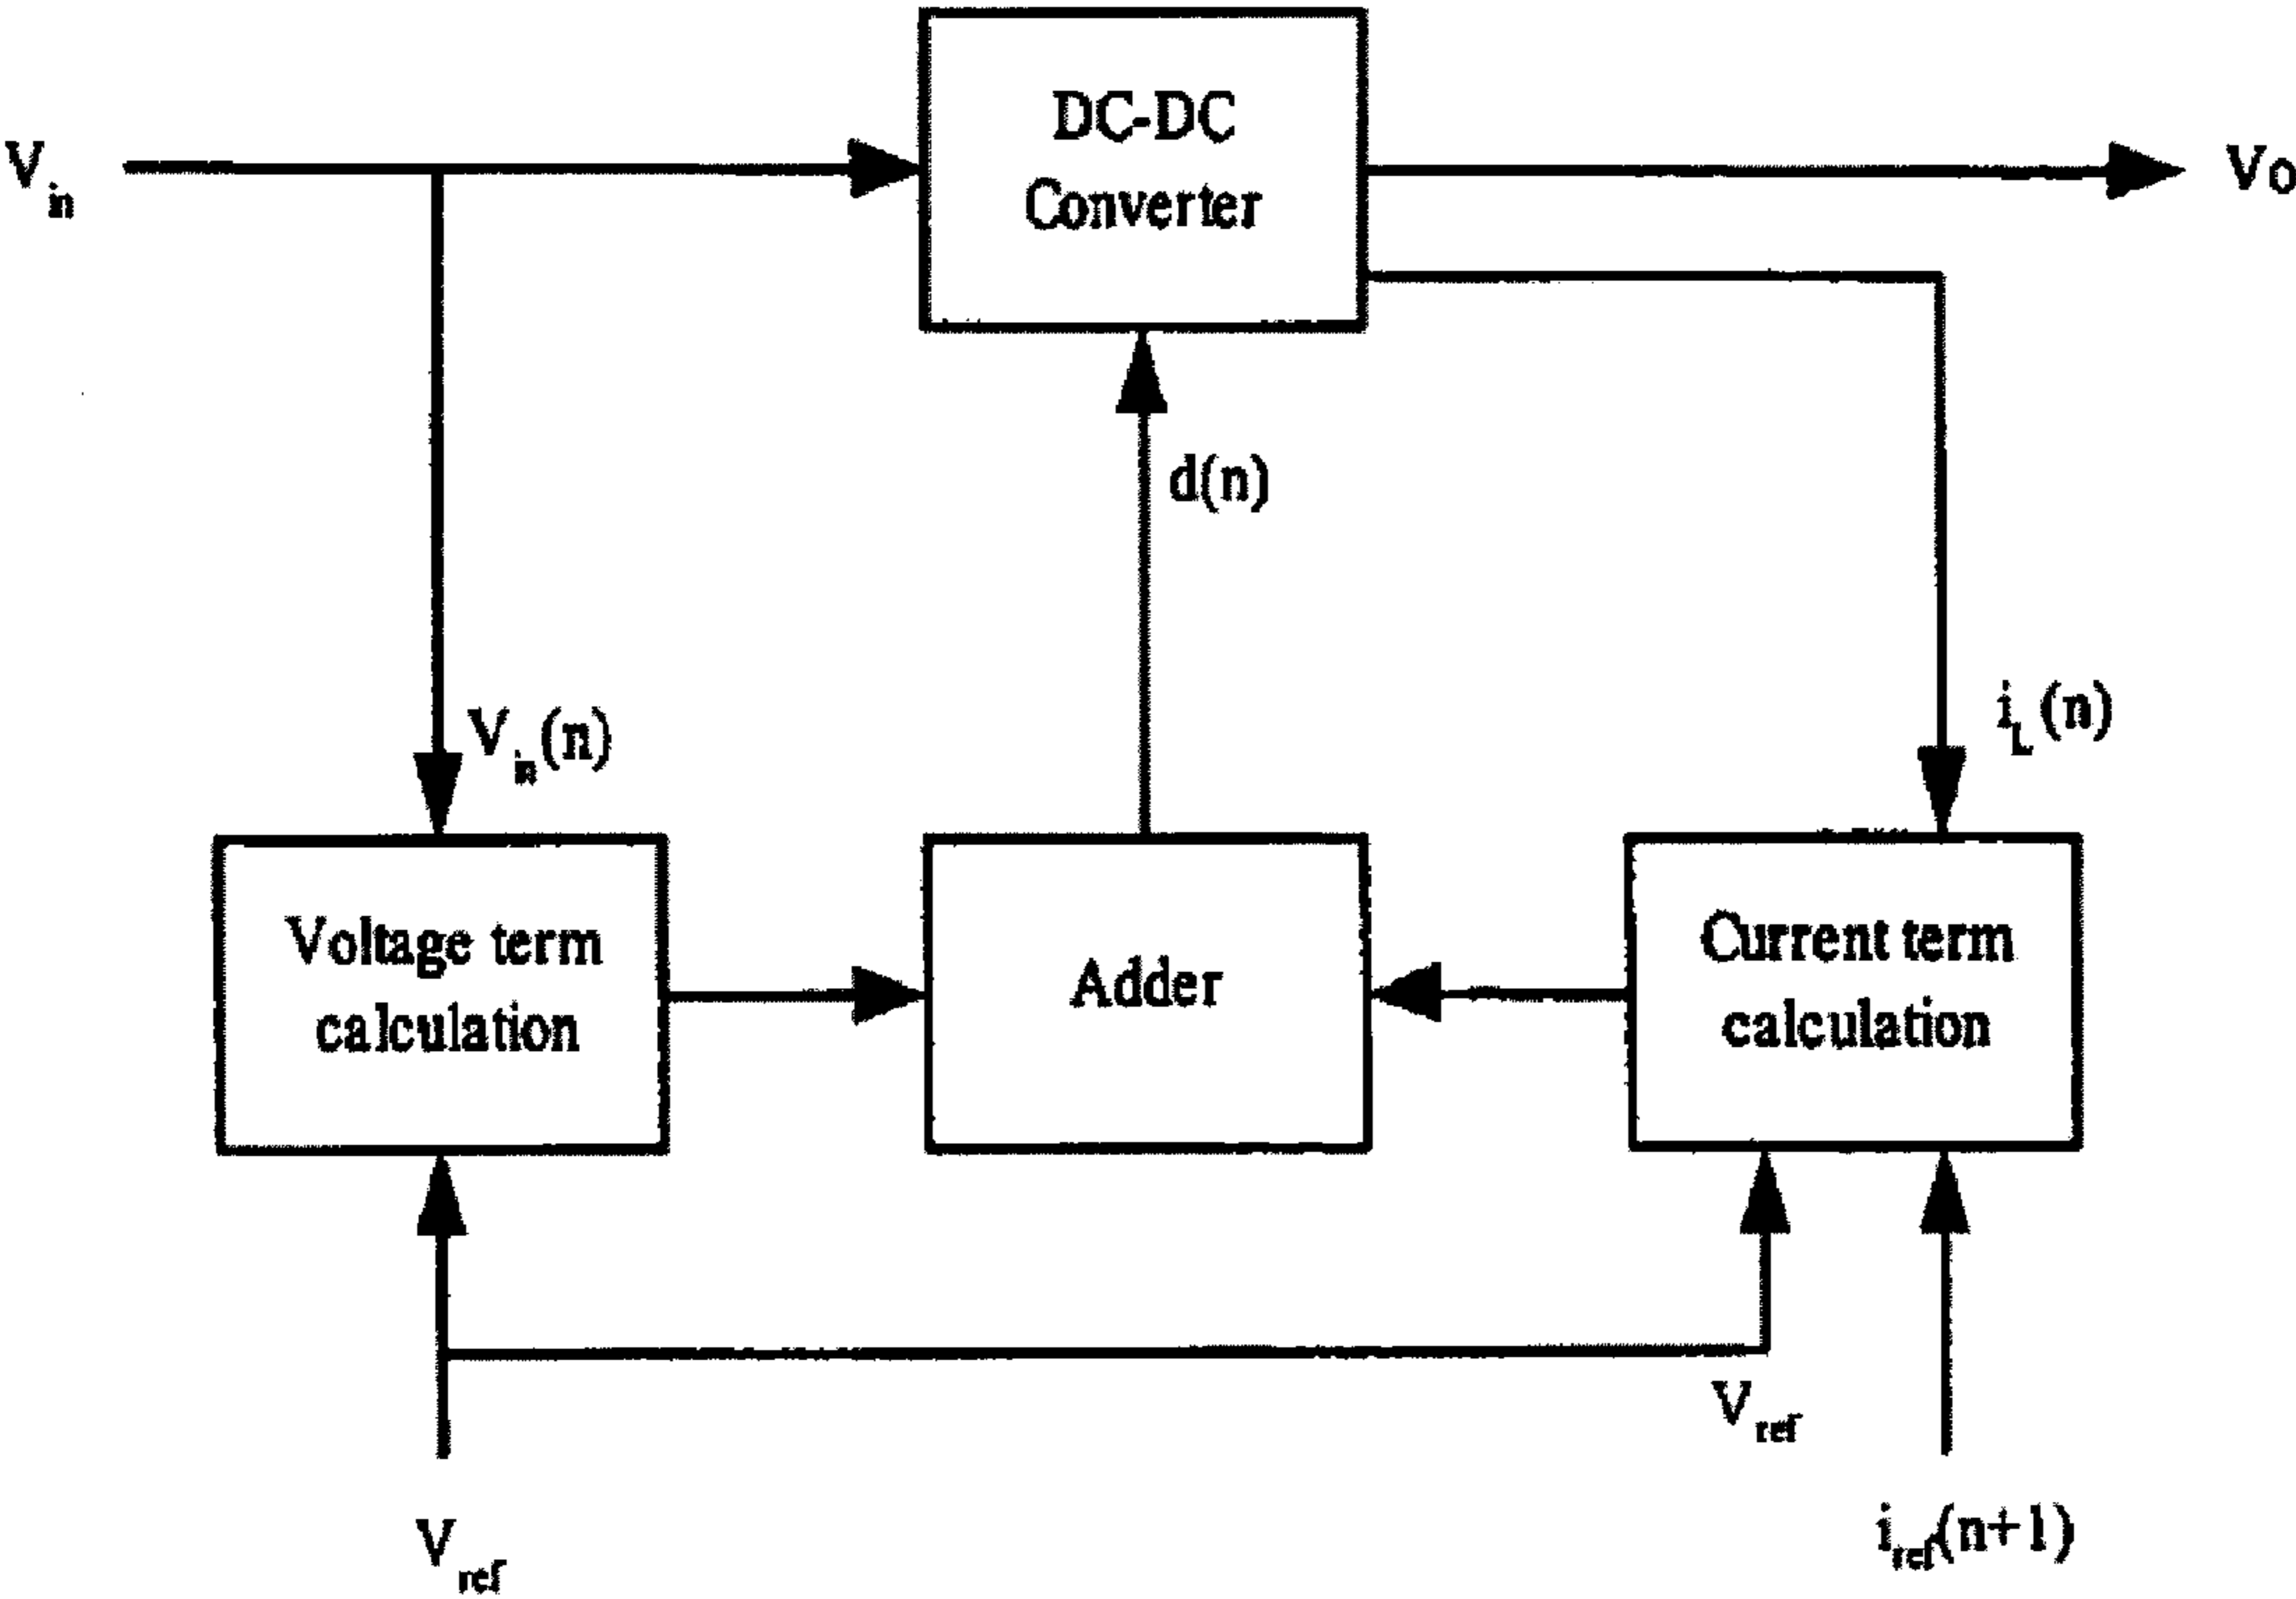 DC-DC
Converter
V_in
Vo
d(n)
V_in(n)
i_L(n)
Voltage term
calculation
Adder
Current term
calculation
V_ref
V_ref
i_ref(n+1)